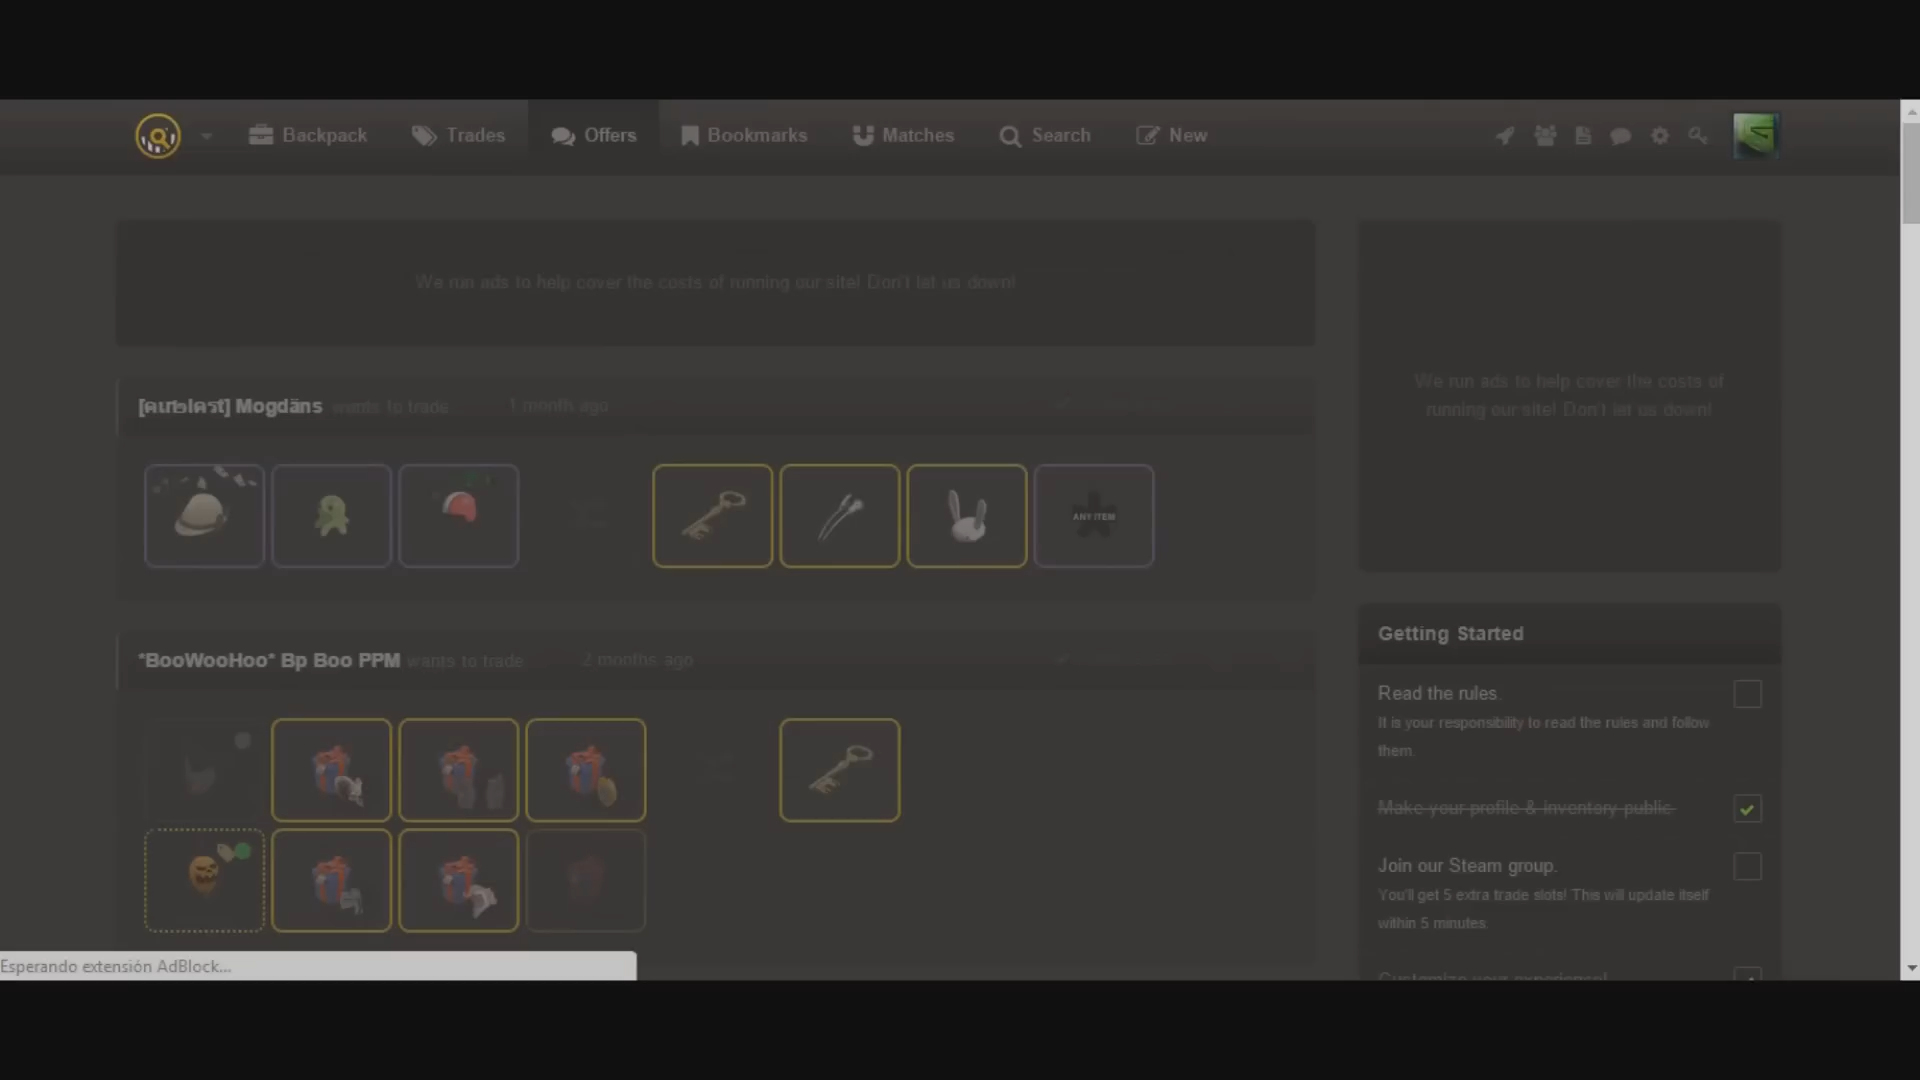 Backpack
Trades
Offers
Bookmarks
Matches
Search
New
We run ads to help cover the costs of running our site! Don't let us down!
We run ads to help cover the costs of
running our site! Don't let us down!
Mogdäns wants to trade 1 month ago
ANY ITEM
*BooWooHoo* Bp Boo PPM wants to trade 2 months ago
Getting Started
Read the rules.
It is your responsibility to read the rules and follow
them.
Make your profile & inventory public.
Join our Steam group.
You'll get 5 extra trade slots! This will update itself
within 5 minutes.
Customize your experience!
Esperando extensión AdBlock...